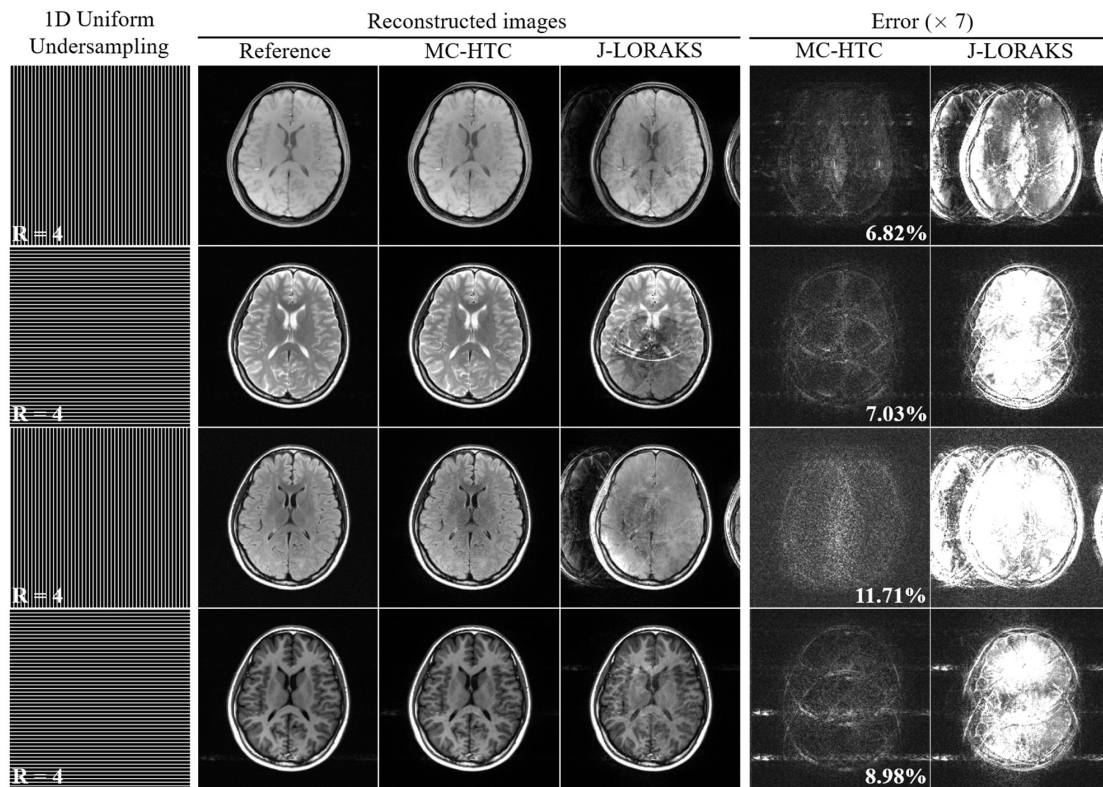 1D Uniform
Undersampling
Reconstructed images
Error (× 7)
Reference
MC-HTC
J-LORAKS
MC-HTC
J-LORAKS
R = 4
6.82%
R = 4
7.03%
R = 4
11.71%
R = 4
8.98%